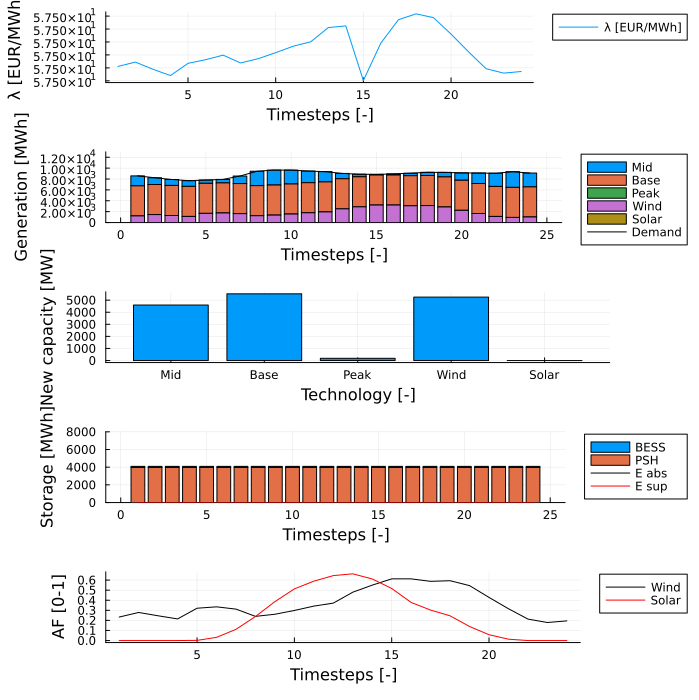 λ [EUR/MWh]
5.750×10¹
5.750×10¹
5.750×10¹
5.750×10¹
5.750×10¹
5.750×10¹
5 10 15 20
Timesteps [-]
λ [EUR/MWh]
Generation [MWh]
1.20×10⁴
1.00×10⁴
8.00×10³
6.00×10³
4.00×10³
2.00×10³
0
0 5 10 15 20 25
Timesteps [-]
Mid
Base
Peak
Wind
Solar
Demand
New capacity [MW]
5000
4000
3000
2000
1000
0
Mid Base Peak Wind Solar
Technology [-]
Storage [MWh]
8000
6000
4000
2000
0
0 5 10 15 20 25
Timesteps [-]
BESS
PSH
E abs
E sup
AF [0-1]
0.6
0.5
0.4
0.3
0.2
0.1
0.0
5 10 15 20
Timesteps [-]
Wind
Solar